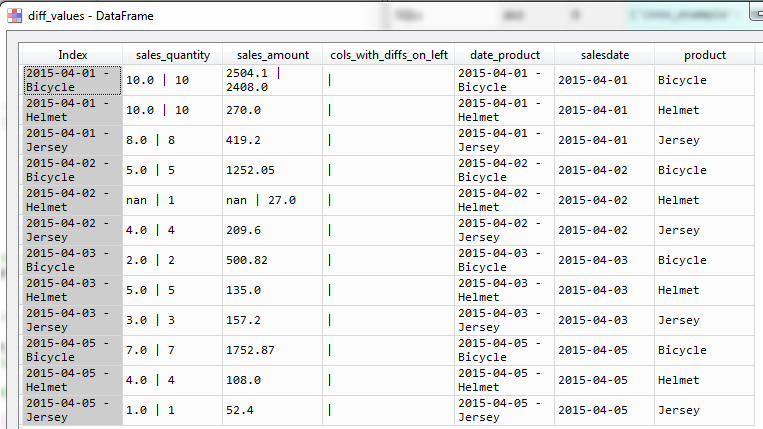 diff_values - DataFrame
Index sales_quantity sales_amount cols_with_diffs_on_left date_product salesdate product
2015-04-01 - Bicycle 10.0 | 10 2504.1 | 2408.0 | 2015-04-01 - Bicycle 2015-04-01 Bicycle
2015-04-01 - Helmet 10.0 | 10 270.0 | 2015-04-01 - Helmet 2015-04-01 Helmet
2015-04-01 - Jersey 8.0 | 8 419.2 | 2015-04-01 - Jersey 2015-04-01 Jersey
2015-04-02 - Bicycle 5.0 | 5 1252.05 | 2015-04-02 - Bicycle 2015-04-02 Bicycle
2015-04-02 - Helmet nan | 1 nan | 27.0 | 2015-04-02 - Helmet 2015-04-02 Helmet
2015-04-02 - Jersey 4.0 | 4 209.6 | 2015-04-02 - Jersey 2015-04-02 Jersey
2015-04-03 - Bicycle 2.0 | 2 500.82 | 2015-04-03 - Bicycle 2015-04-03 Bicycle
2015-04-03 - Helmet 5.0 | 5 135.0 | 2015-04-03 - Helmet 2015-04-03 Helmet
2015-04-03 - Jersey 3.0 | 3 157.2 | 2015-04-03 - Jersey 2015-04-03 Jersey
2015-04-05 - Bicycle 7.0 | 7 1752.87 | 2015-04-05 - Bicycle 2015-04-05 Bicycle
2015-04-05 - Helmet 4.0 | 4 108.0 | 2015-04-05 - Helmet 2015-04-05 Helmet
2015-04-05 - Jersey 1.0 | 1 52.4 | 2015-04-05 - Jersey 2015-04-05 Jersey